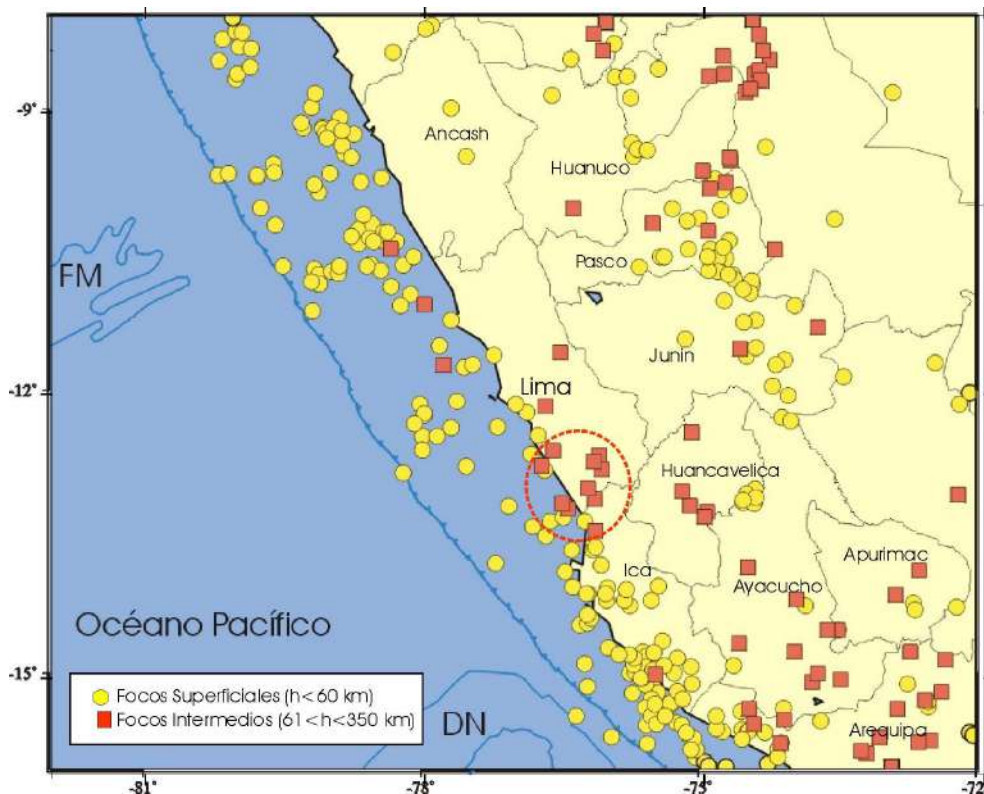 -9°
Ancash
Huanuco
FM
Pasco
Junin
-12°
Lima
Huancavelica
Ica
Apurimac
Ayacucho
Océano Pacífico
-15°
Focos Superficiales (h<60 km)
Focos Intermedios (61<h<350 km)
DN
Arequipa
-81°
-78°
-75°
-72